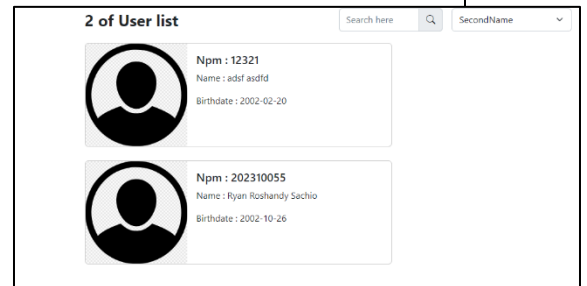 2 of User list
Search here
SecondName
Npm : 12321
Name : adsf asdfd
Birthdate : 2002-02-20
Npm : 202310055
Name : Ryan Roshandy Sachio
Birthdate : 2002-10-26